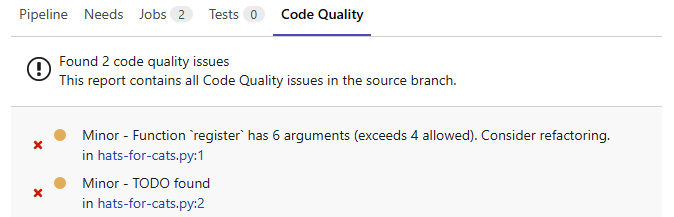 Pipeline Needs Jobs 2 Tests 0 Code Quality
Found 2 code quality issues
This report contains all Code Quality issues in the source branch.
Minor - Function `register` has 6 arguments (exceeds 4 allowed). Consider refactoring.
in hats-for-cats.py:1
Minor - TODO found
in hats-for-cats.py:2